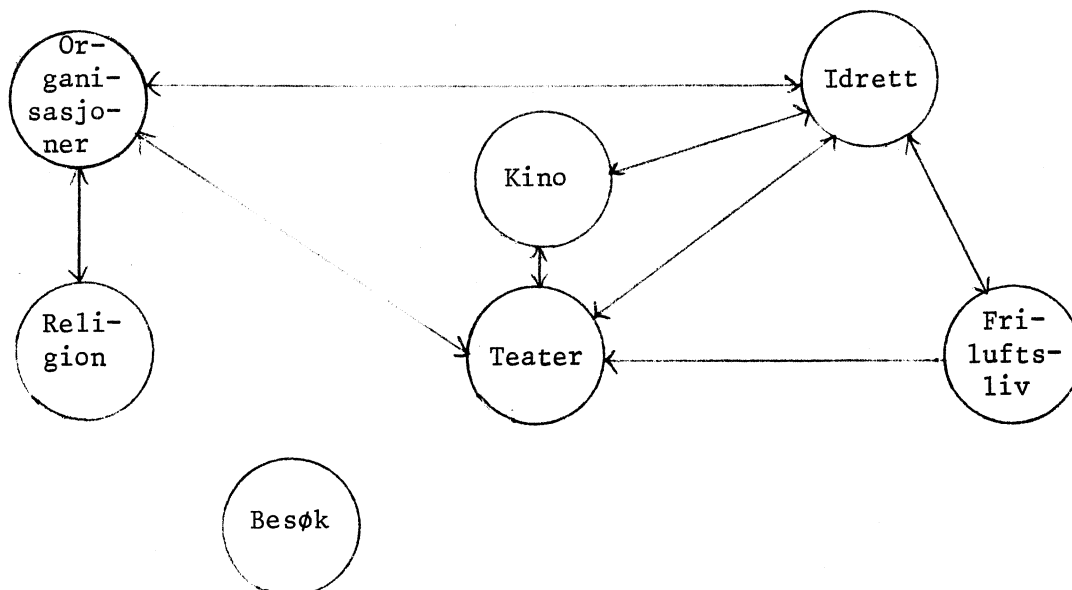 Or-
gani-
sasjo-
ner
Idrett
Kino
Reli-
gion
Teater
Fri-
lufts-
liv
Besøk